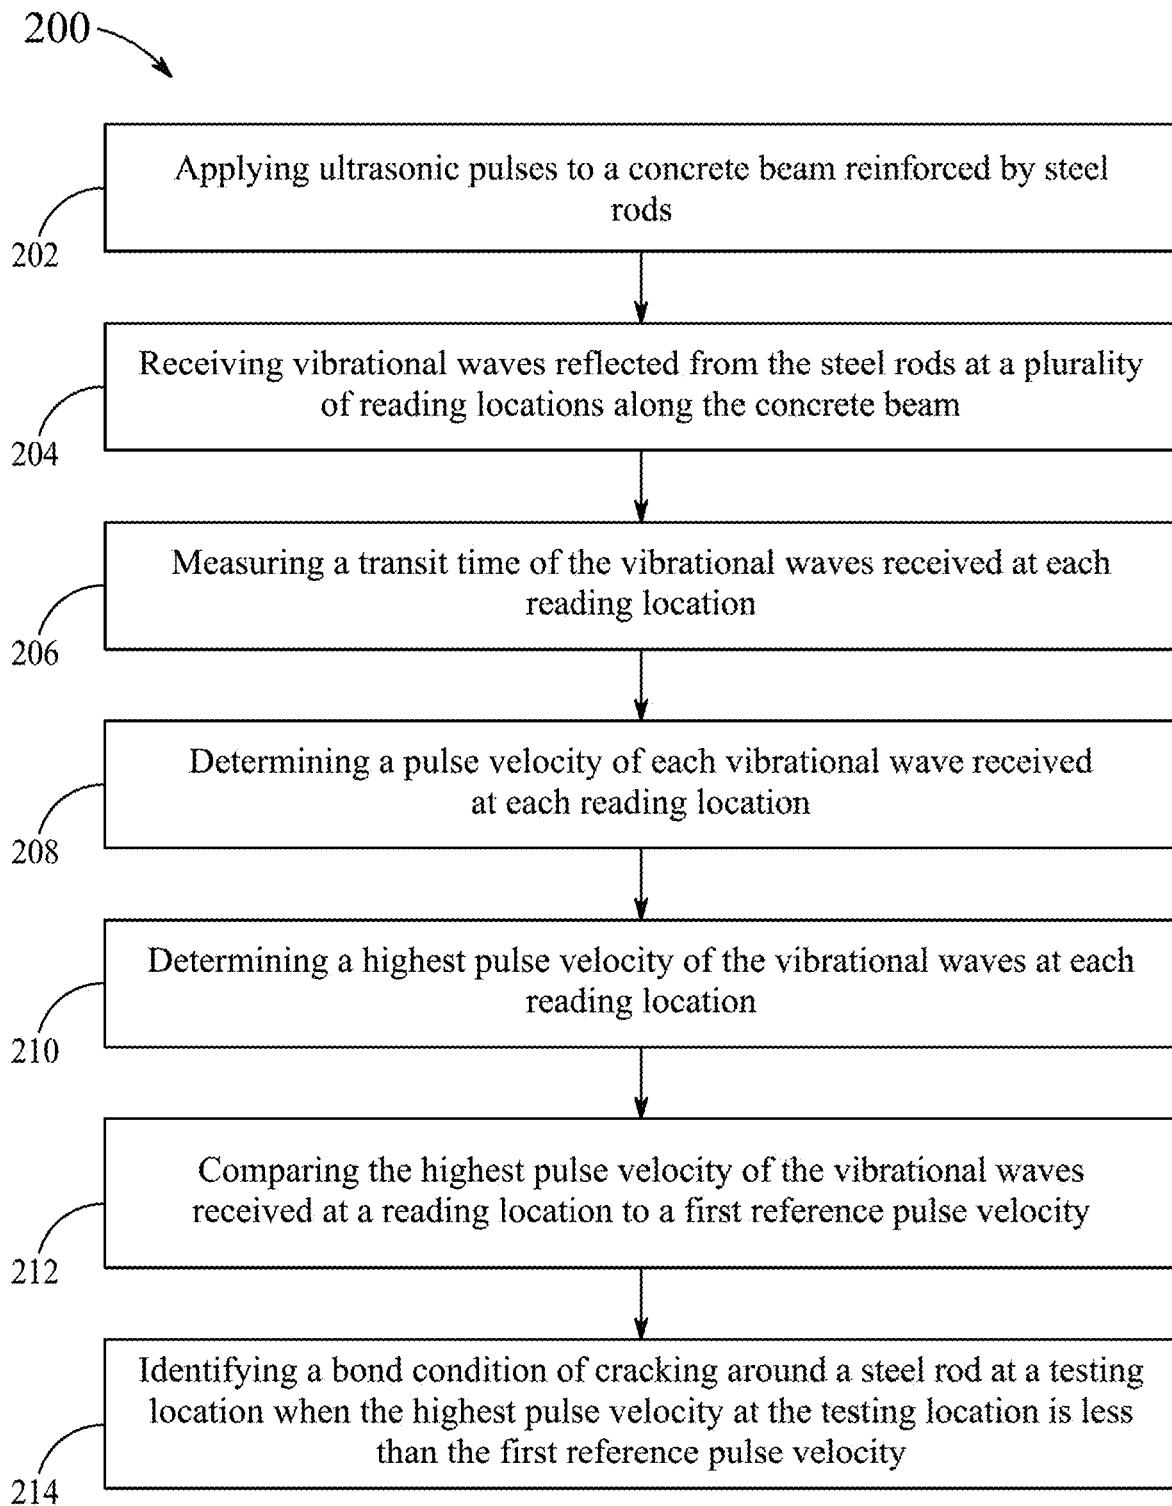 200
Applying ultrasonic pulses to a concrete beam reinforced by steel
rods
202
Receiving vibrational waves reflected from the steel rods at a plurality
of reading locations along the concrete beam
204
Measuring a transit time of the vibrational waves received at each
reading location
206
Determining a pulse velocity of each vibrational wave received
at each reading location
208
Determining a highest pulse velocity of the vibrational waves at each
reading location
210
Comparing the highest pulse velocity of the vibrational waves
received at a reading location to a first reference pulse velocity
212
Identifying a bond condition of cracking around a steel rod at a testing
location when the highest pulse velocity at the testing location is less
than the first reference pulse velocity
214